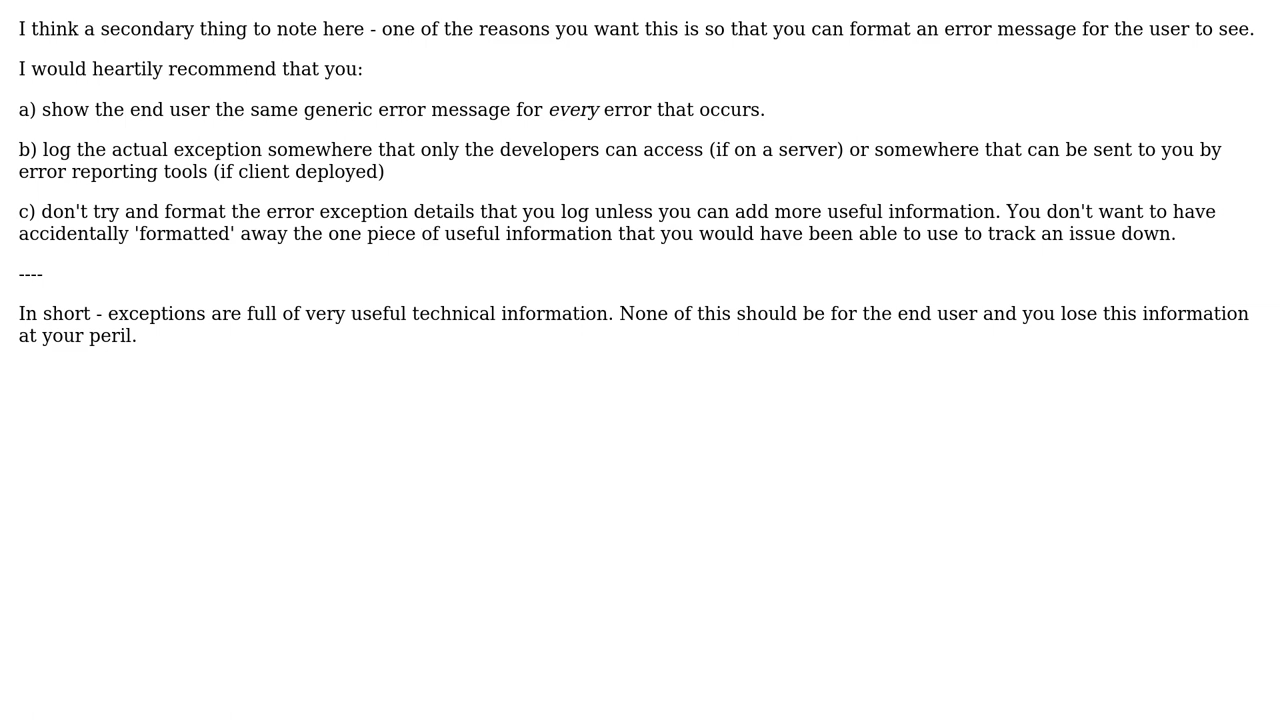 I think a secondary thing to note here - one of the reasons you want this is so that you can format an error message for the user to see.
I would heartily recommend that you:
a) show the end user the same generic error message for every error that occurs.
b) log the actual exception somewhere that only the developers can access (if on a server) or somewhere that can be sent to you by
error reporting tools (if client deployed)
c) don't try and format the error exception details that you log unless you can add more useful information. You don't want to have
accidentally 'formatted' away the one piece of useful information that you would have been able to use to track an issue down.
----
In short - exceptions are full of very useful technical information. None of this should be for the end user and you lose this information
at your peril.